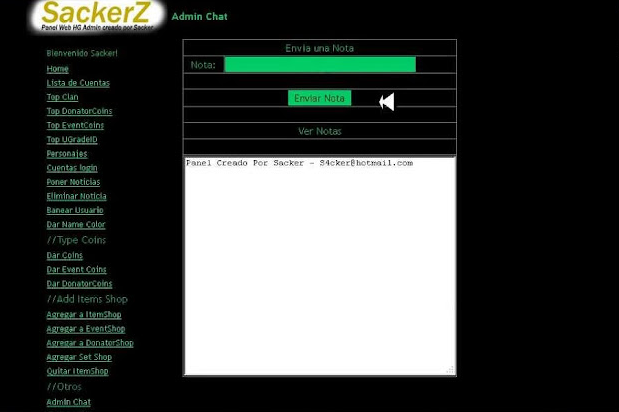 SackerZ
Panel Web HG Admin creado por Sacker.
Admin Chat
Bienvenido Sacker!
Home
Lista de Cuentas
Top Clan
Top DonatorCoins
Top EventCoins
Top UGradeID
Personajes
Cuentas login
Poner Noticias
Eliminar Noticia
Banear Usuario
Dar Name Color
//Type Coins
Dar Coins
Dar Event Coins
Dar DonatorCoins
//Add Items Shop
Agregar a ItemShop
Agregar a EventShop
Agregar a DonatorShop
Agregar Set Shop
Quitar ItemShop
//Otros
Admin Chat
Envia una Nota
Nota:
Enviar Nota
Ver Notas
Panel Creado Por Sacker - S4cker@hotmail.com